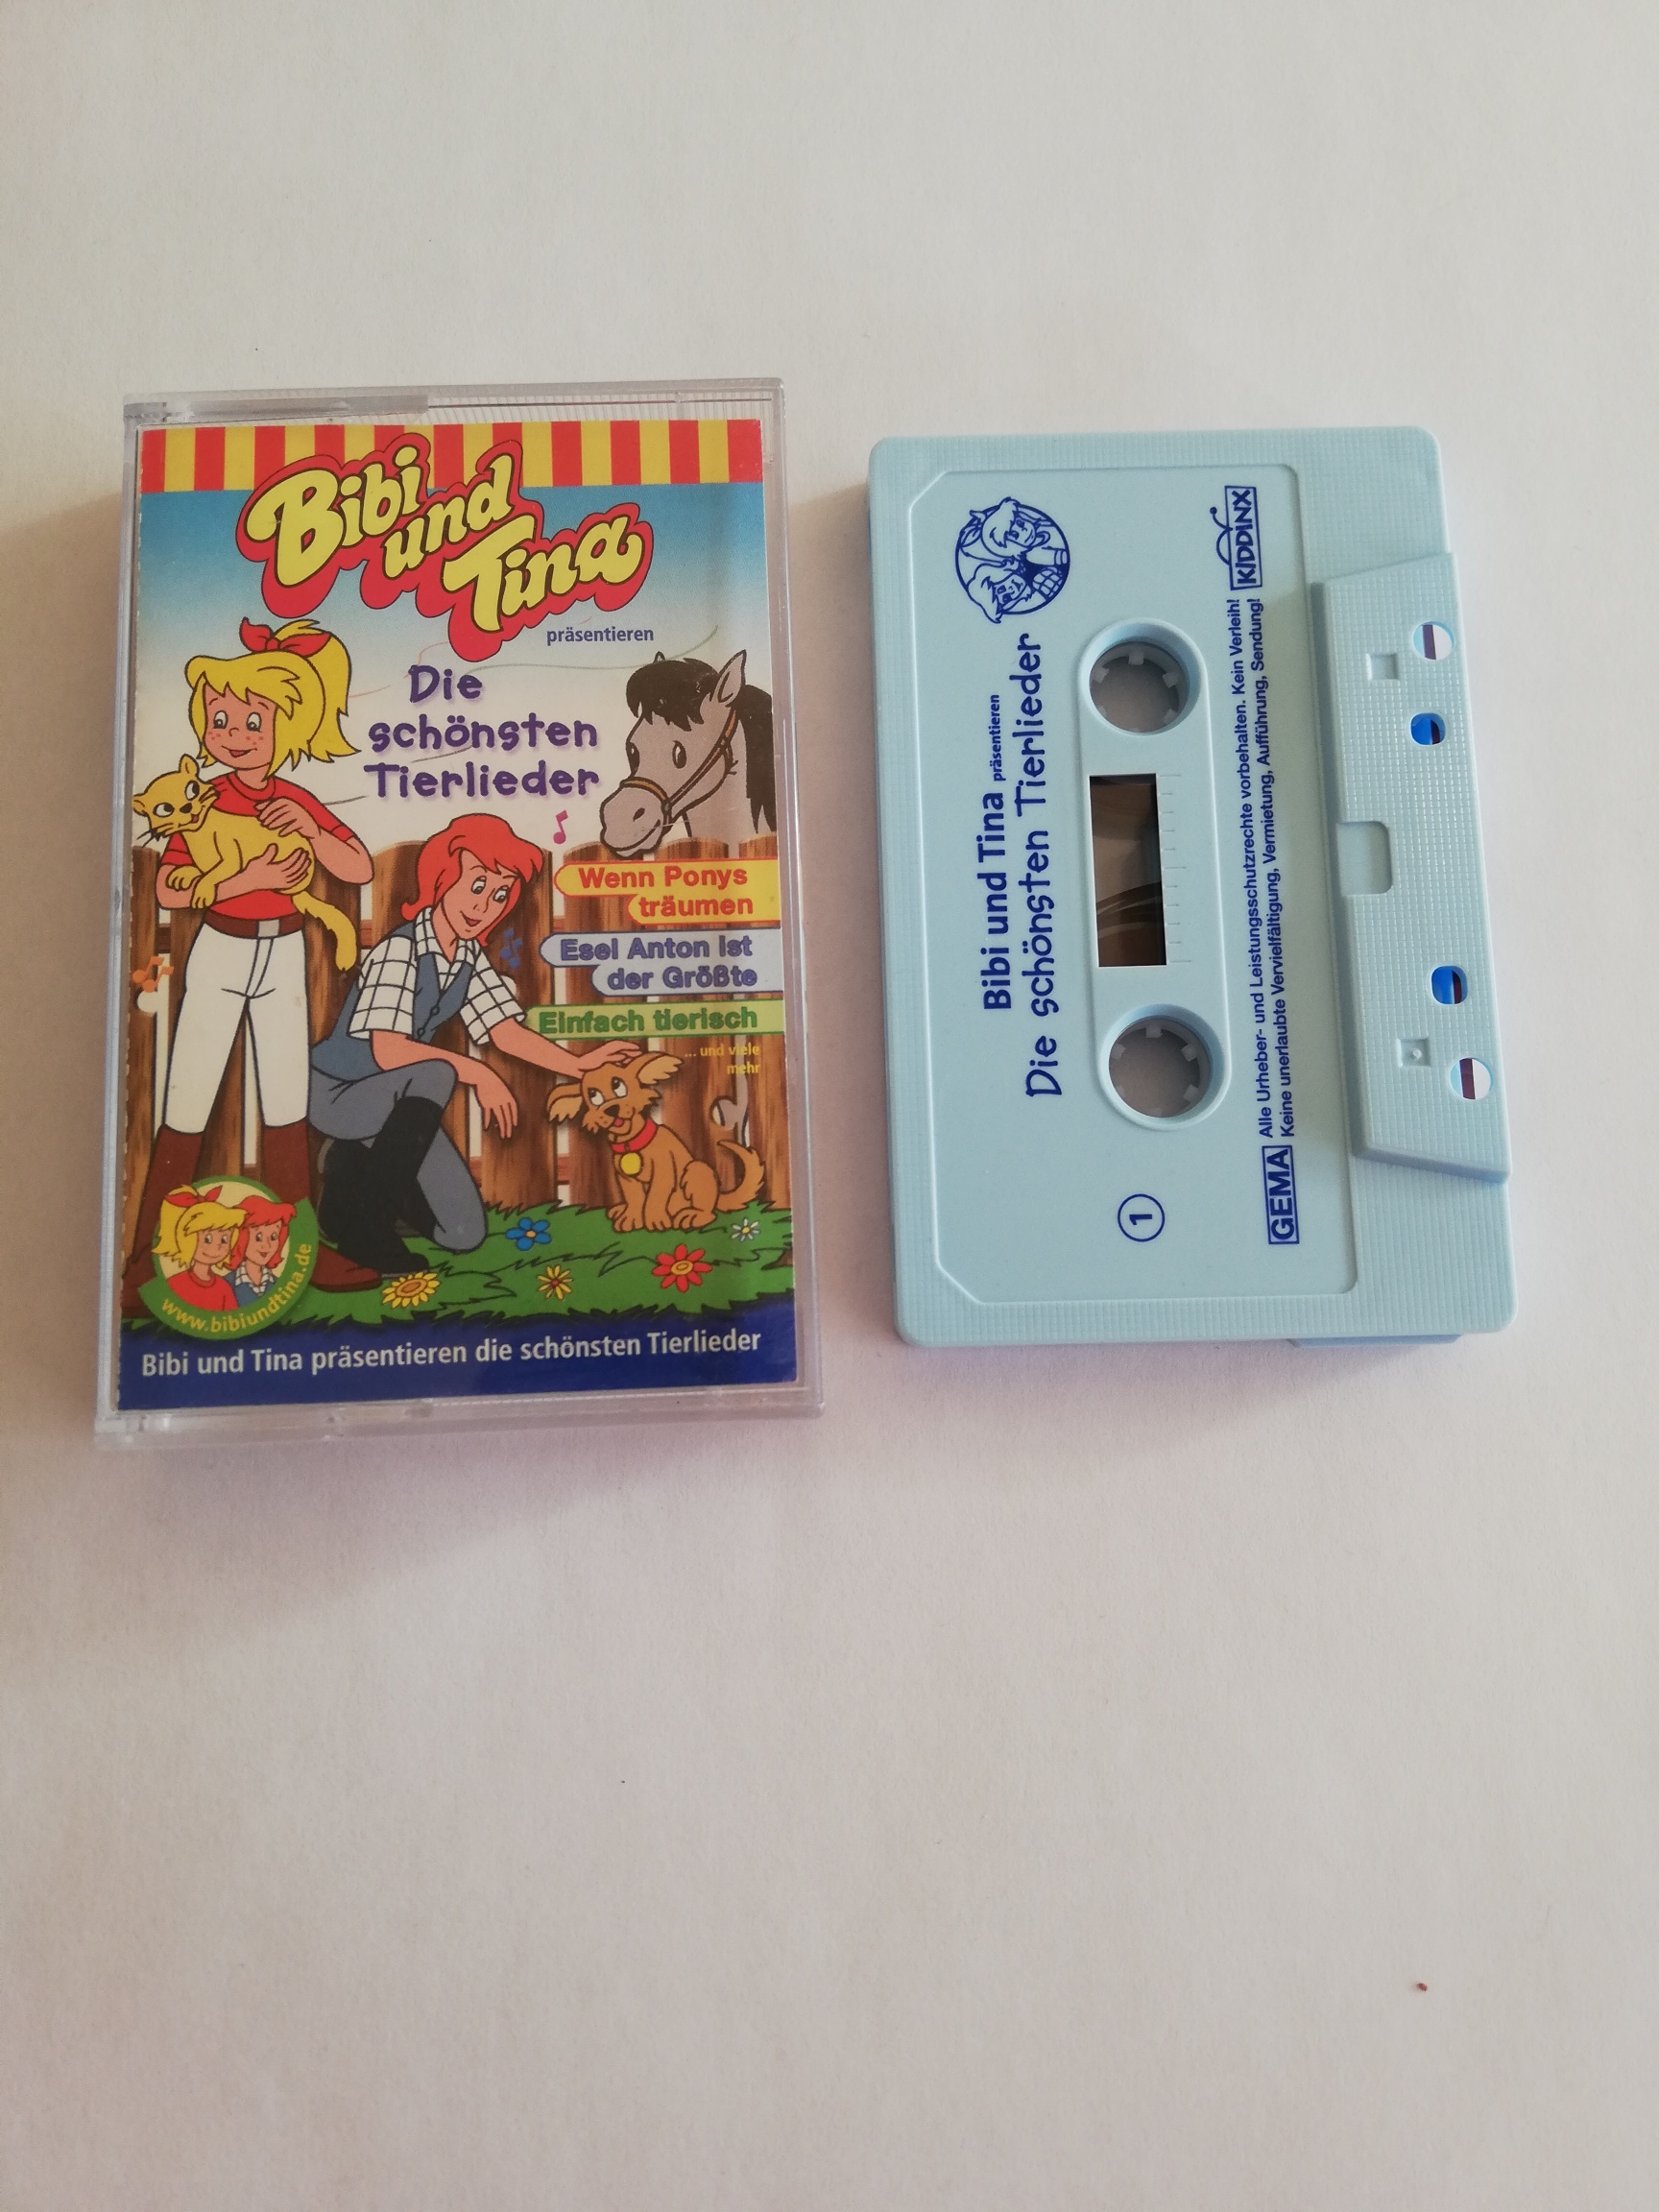 Bibi
und
Tina
präsentieren
Die
schönsten
Tierlieder
Wenn Ponys
träumen
Esel Anton ist
der Größte
Einfach tierisch
... und viele
mehr
www.bibiundtina.de
Bibi und Tina präsentieren die schönsten Tierlieder
Bibi und Tina präsentieren
Die schönsten Tierlieder
1
GEMA
Alle Urheber- und Leistungsschutzrechte vorbehalten. Kein Verleih!
Keine unerlaubte Vervielfältigung, Vermietung, Aufführung, Sendung!
KIDDINX